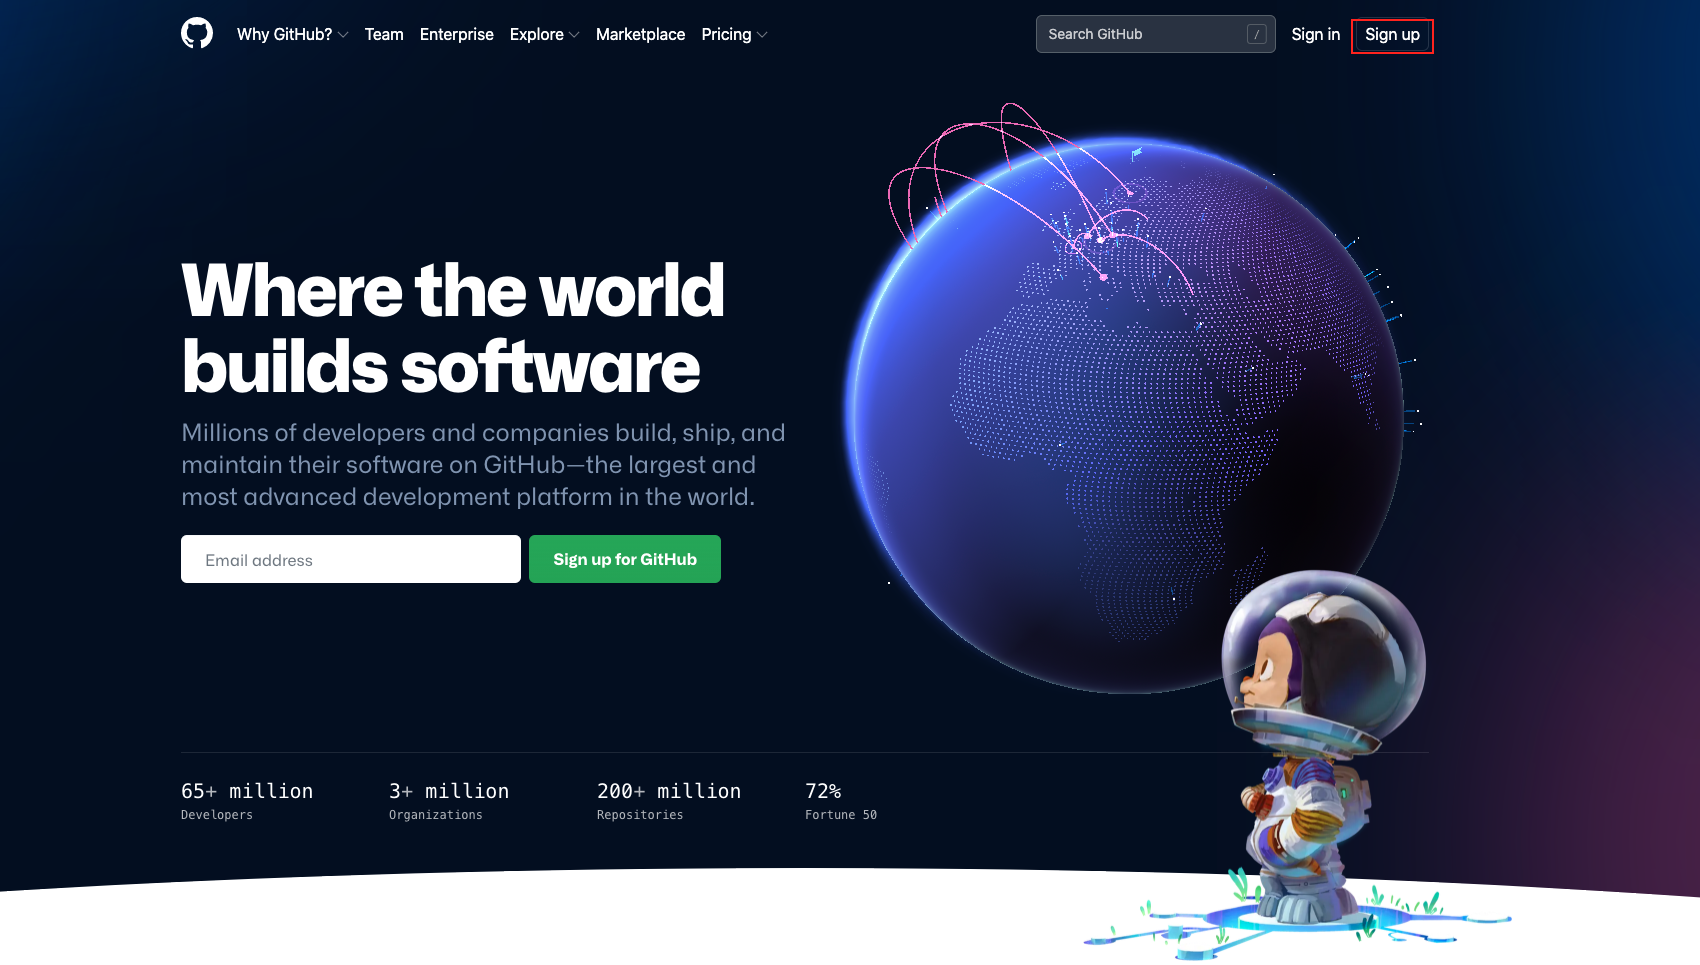 Why GitHub? Team Enterprise Explore Marketplace Pricing Search GitHub / Sign in Sign up
Where the world
builds software
Millions of developers and companies build, ship, and
maintain their software on GitHub—the largest and
most advanced development platform in the world.
Email address Sign up for GitHub
65+ million 3+ million 200+ million 72%
Developers Organizations Repositories Fortune 50